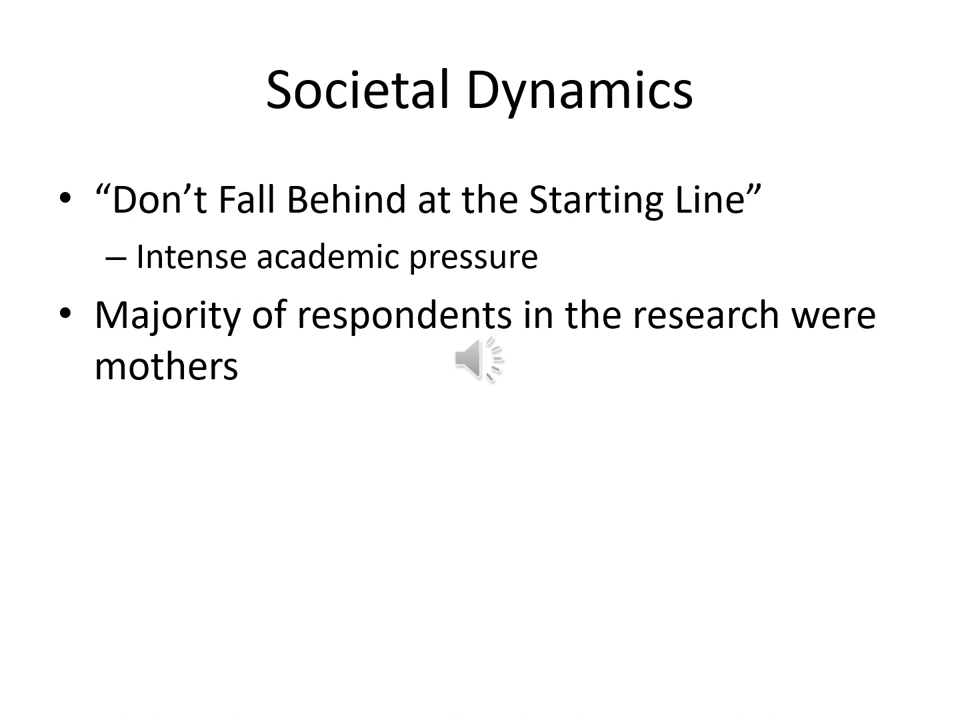 Societal Dynamics
• “Don’t Fall Behind at the Starting Line”
– Intense academic pressure
• Majority of respondents in the research were
mothers